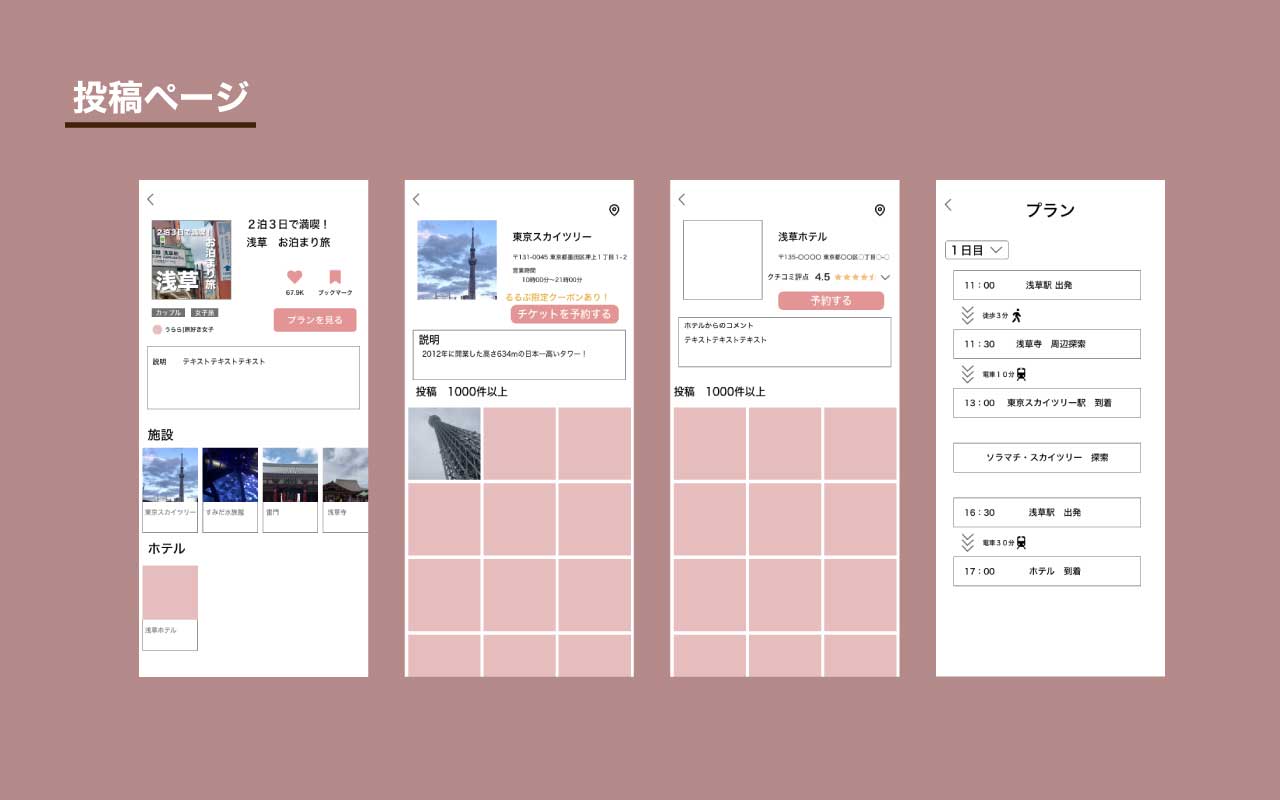 投稿ページ
2泊3日で満喫!
お泊まり旅
浅草
２泊３日で満喫！
浅草　お泊まり旅
67.9K
ブックマーク
カップル
女子旅
うらら|旅好き女子
プランを見る
説明　　テキストテキストテキスト
施設
東京スカイツリー
すみだ水族館
雷門
浅草寺
ホテル
浅草ホテル
東京スカイツリー
〒131-0045 東京都墨田区押上１丁目1-2
営業時間
10時00分〜21時00分
るるぶ限定クーポンあり！
チケットを予約する
説明
2012年に開業した高さ634mの日本一高いタワー！
投稿　1000件以上
浅草ホテル
〒135-〇〇〇〇 東京都〇〇区〇丁目〇-〇
クチコミ評点 4.5
予約する
ホテルからのコメント
テキストテキストテキスト
投稿　1000件以上
プラン
１日目
11：00　浅草駅 出発
徒歩３分
11：30　浅草寺　周辺探索
電車１０分
13：00　東京スカイツリー駅　到着
ソラマチ・スカイツリー　探索
16：30　浅草駅　出発
電車３０分
17：00　ホテル　到着